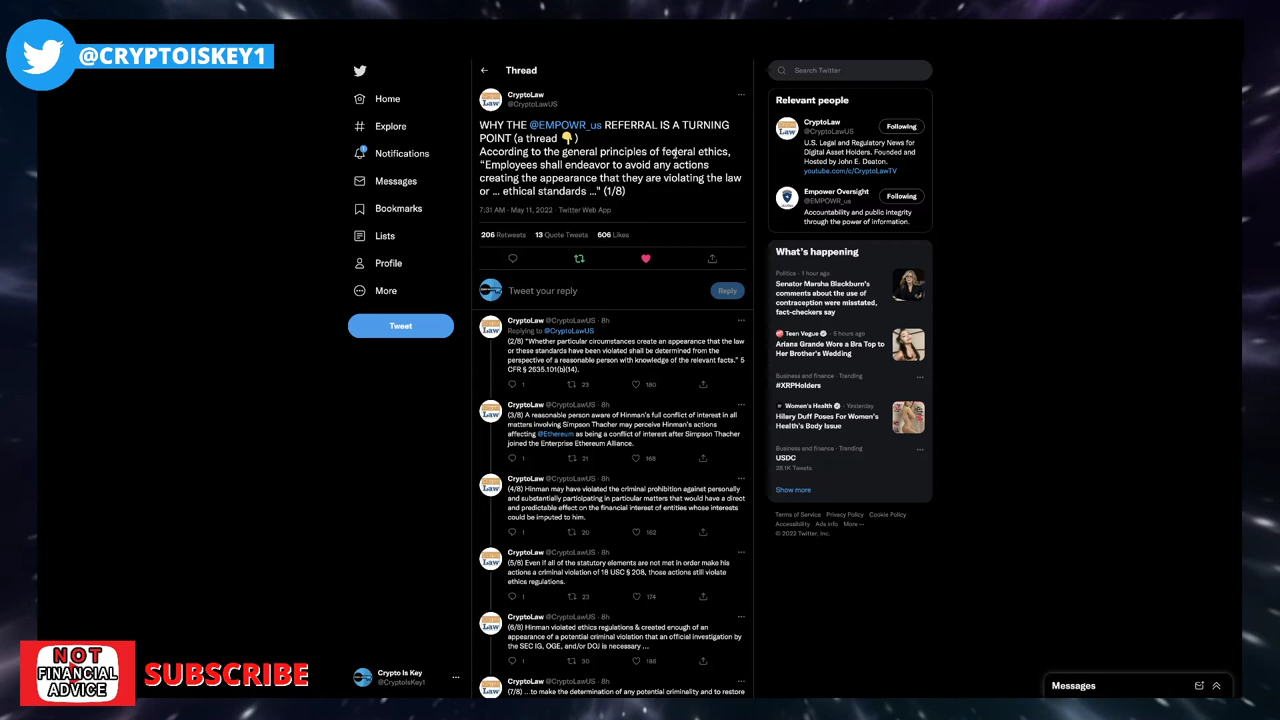 @CRYPTOISKEY1
Home
Explore
Notifications
Messages
Bookmarks
Lists
Profile
More
Tweet
Crypto Is Key
@CryptoIsKey1
NOT
FINANCIAL
ADVICE
SUBSCRIBE
Thread
CryptoLaw
@CryptoLawUS
WHY THE @EMPOWR_us REFERRAL IS A TURNING
POINT (a thread 👇)
According to the general principles of federal ethics,
“Employees shall endeavor to avoid any actions
creating the appearance that they are violating the law
or ... ethical standards ..." (1/8)
7:31 AM · May 11, 2022 · Twitter Web App
206 Retweets 13 Quote Tweets 606 Likes
Tweet your reply
Reply
CryptoLaw @CryptoLawUS · 8h
Replying to @CryptoLawUS
(2/8) "Whether particular circumstances create an appearance that the law
or these standards have been violated shall be determined from the
perspective of a reasonable person with knowledge of the relevant facts." 5
CFR § 2635.101(b)(14).
1 23 180
CryptoLaw @CryptoLawUS · 8h
(3/8) A reasonable person aware of Hinman's full conflict of interest in all
matters involving Simpson Thacher may perceive Hinman's actions
affecting @Ethereum as being a conflict of interest after Simpson Thacher
joined the Enterprise Ethereum Alliance.
1 21 168
CryptoLaw @CryptoLawUS · 8h
(4/8) Hinman may have violated the criminal prohibition against personally
and substantially participating in particular matters that would have a direct
and predictable effect on the financial interest of entities whose interests
could be imputed to him.
1 20 162
CryptoLaw @CryptoLawUS · 8h
(5/8) Even if all of the statutory elements are not met in order make his
actions a criminal violation of 18 USC § 208, those actions still violate
ethics regulations.
1 23 174
CryptoLaw @CryptoLawUS · 8h
(6/8) Hinman violated ethics regulations & created enough of an
appearance of a potential criminal violation that an official investigation by
the SEC IG, OGE, and/or DOJ is necessary ...
1 30 186
CryptoLaw @CryptoLawUS · 8h
(7/8) ...to make the determination of any potential criminality and to restore
Search Twitter
Relevant people
CryptoLaw
@CryptoLawUS
Following
U.S. Legal and Regulatory News for
Digital Asset Holders. Founded and
Hosted by John E. Deaton.
youtube.com/c/CryptoLawTV
Empower Oversight
@EMPOWR_us
Following
Accountability and public integrity
through the power of information.
What's happening
Politics · 1 hour ago
Senator Marsha Blackburn's
comments about the use of
contraception were misstated,
fact-checkers say
Teen Vogue · 5 hours ago
Ariana Grande Wore a Bra Top to
Her Brother's Wedding
Business and finance · Trending
#XRPHolders
Women's Health · Yesterday
Hilary Duff Poses For Women's
Health's Body Issue
Business and finance · Trending
USDC
28.1K Tweets
Show more
Terms of Service Privacy Policy Cookie Policy
Accessibility Ads info More ···
© 2022 Twitter, Inc.
Messages